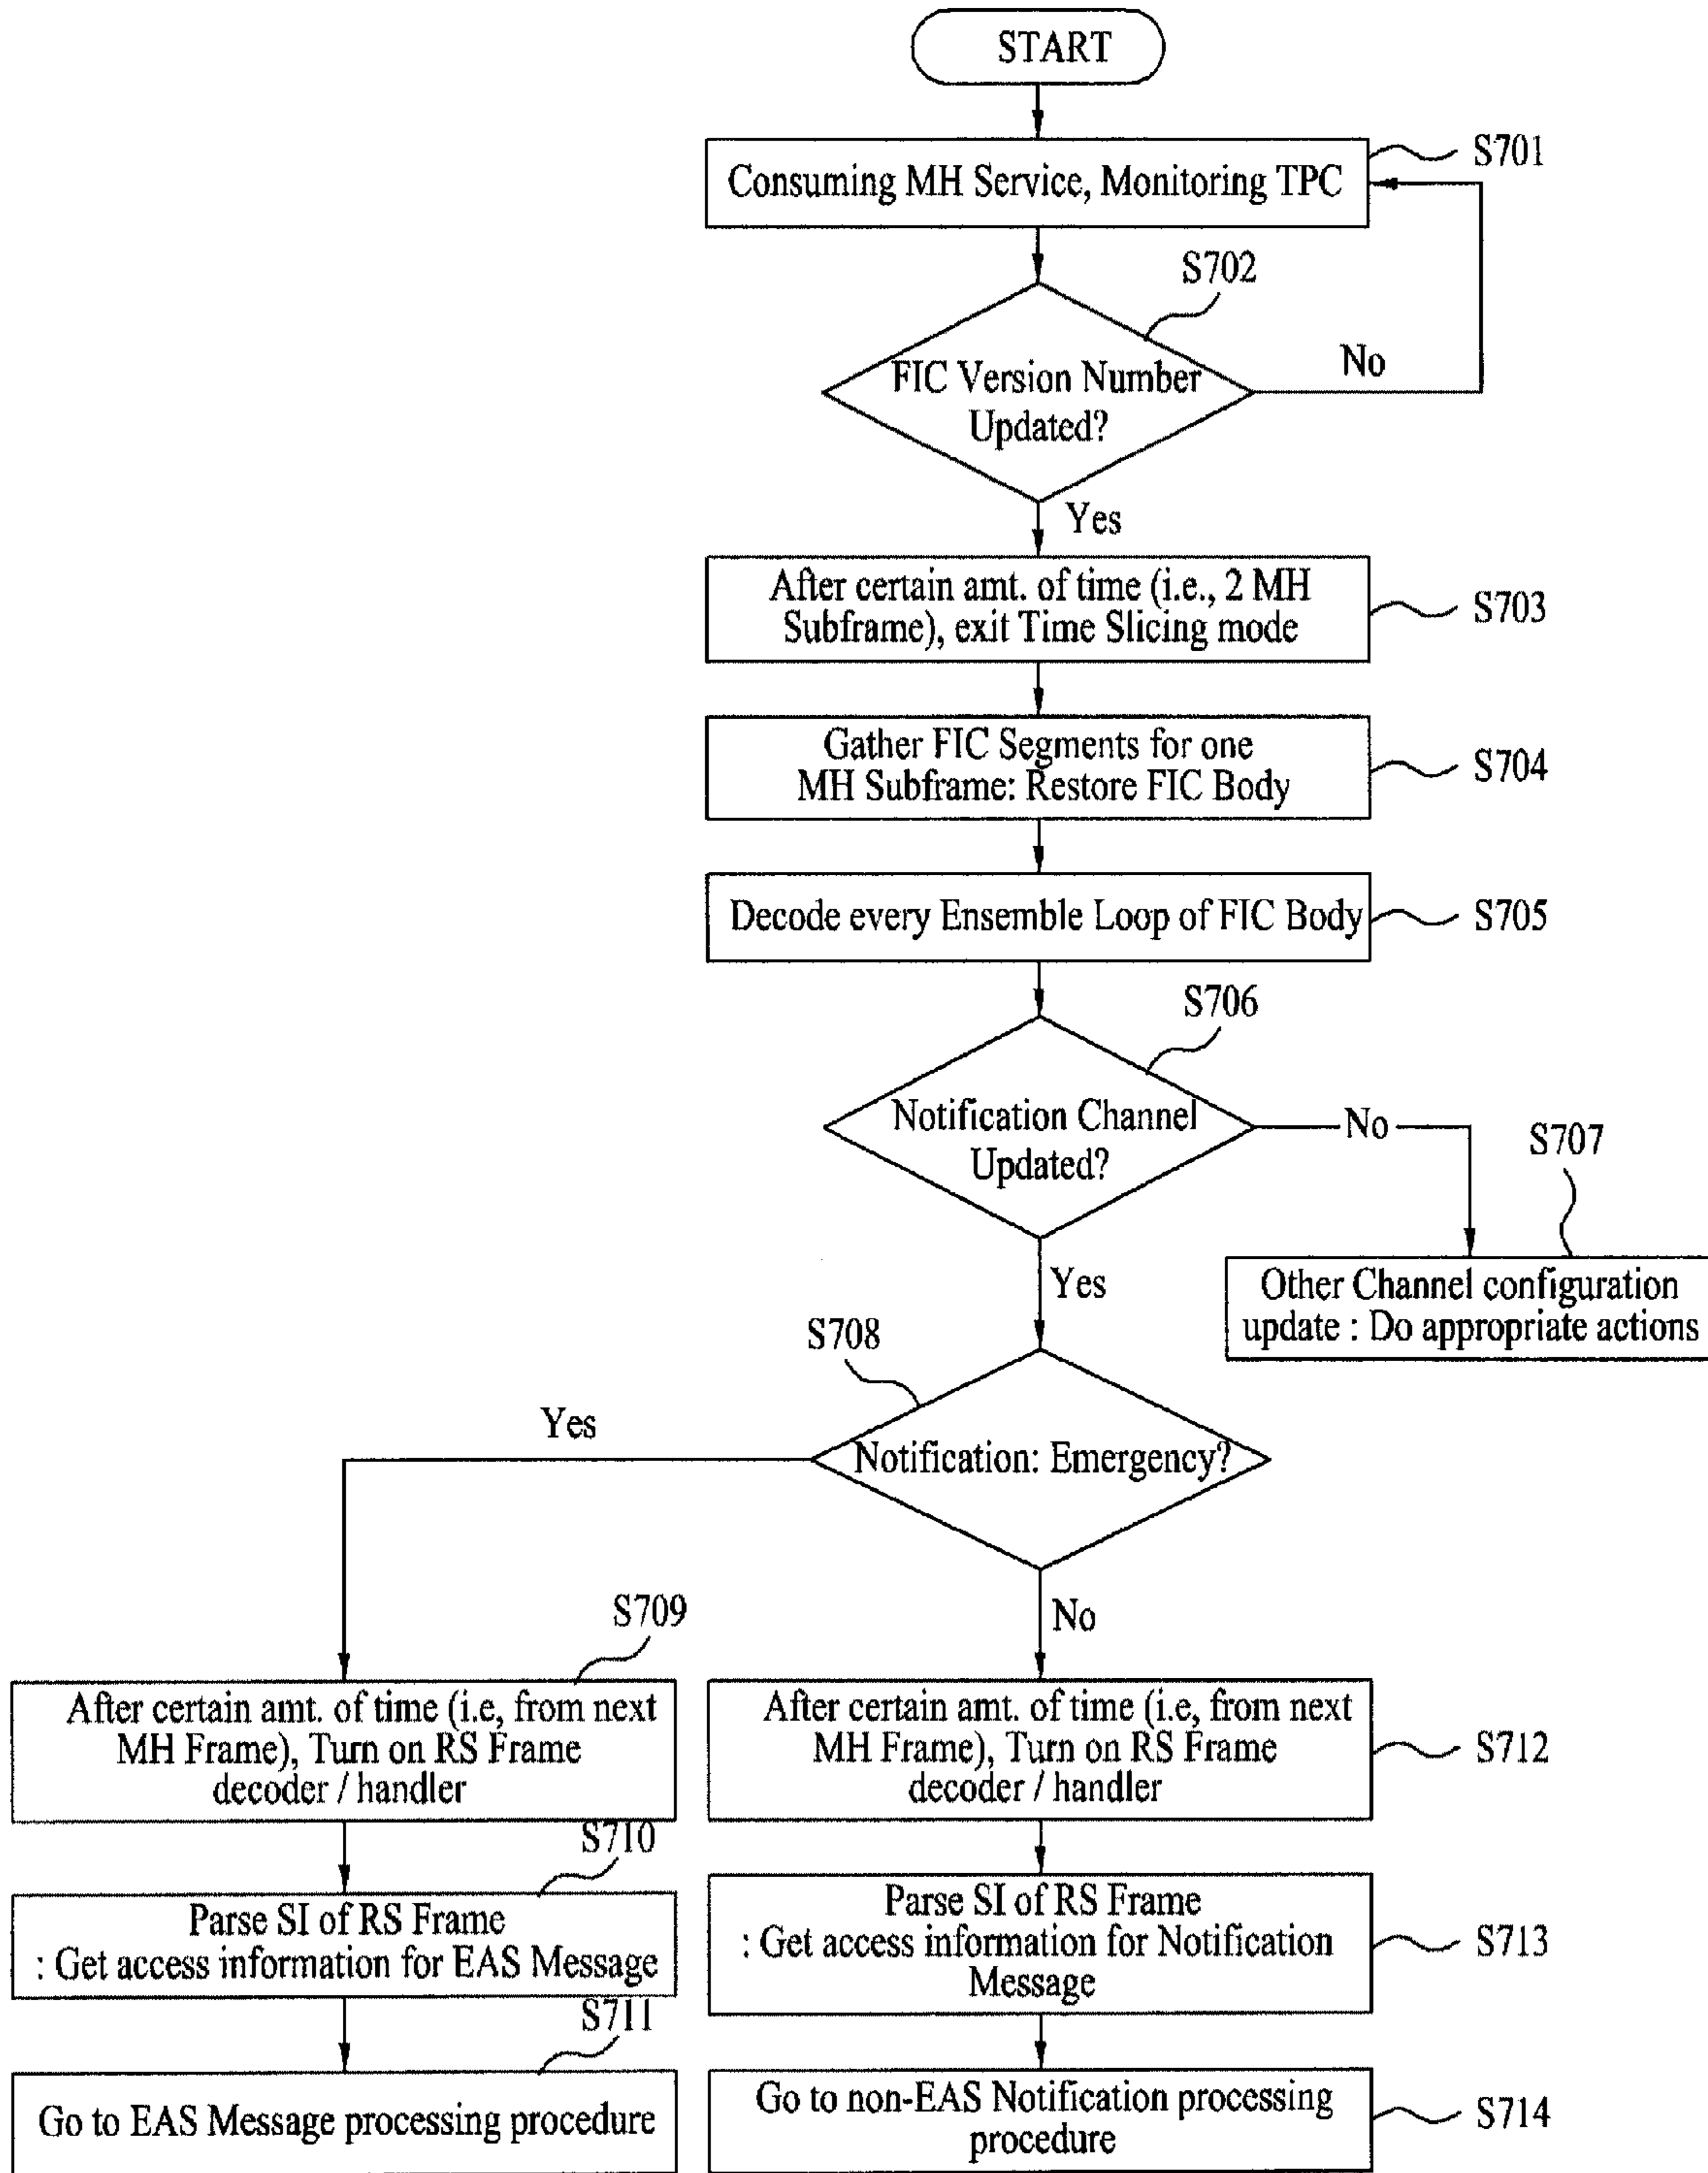 START
S701
Consuming MH Service, Monitoring TPC
S702
FIC Version Number
Updated?
No
Yes
After certain amt. of time (i.e., 2 MH
Subframe), exit Time Slicing mode
S703
Gather FIC Segments for one
MH Subframe: Restore FIC Body
S704
Decode every Ensemble Loop of FIC Body
S705
S706
Notification Channel
Updated?
No
S707
Yes
Other Channel configuration
update : Do appropriate actions
S708
Yes
Notification: Emergency?
No
S709
After certain amt. of time (i.e, from next
MH Frame), Turn on RS Frame
decoder / handler
After certain amt. of time (i.e, from next
MH Frame), Turn on RS Frame
decoder / handler
S712
S710
Parse SI of RS Frame
: Get access information for EAS Message
Parse SI of RS Frame
: Get access information for Notification
Message
S713
S711
Go to EAS Message processing procedure
Go to non-EAS Notification processing
procedure
S714